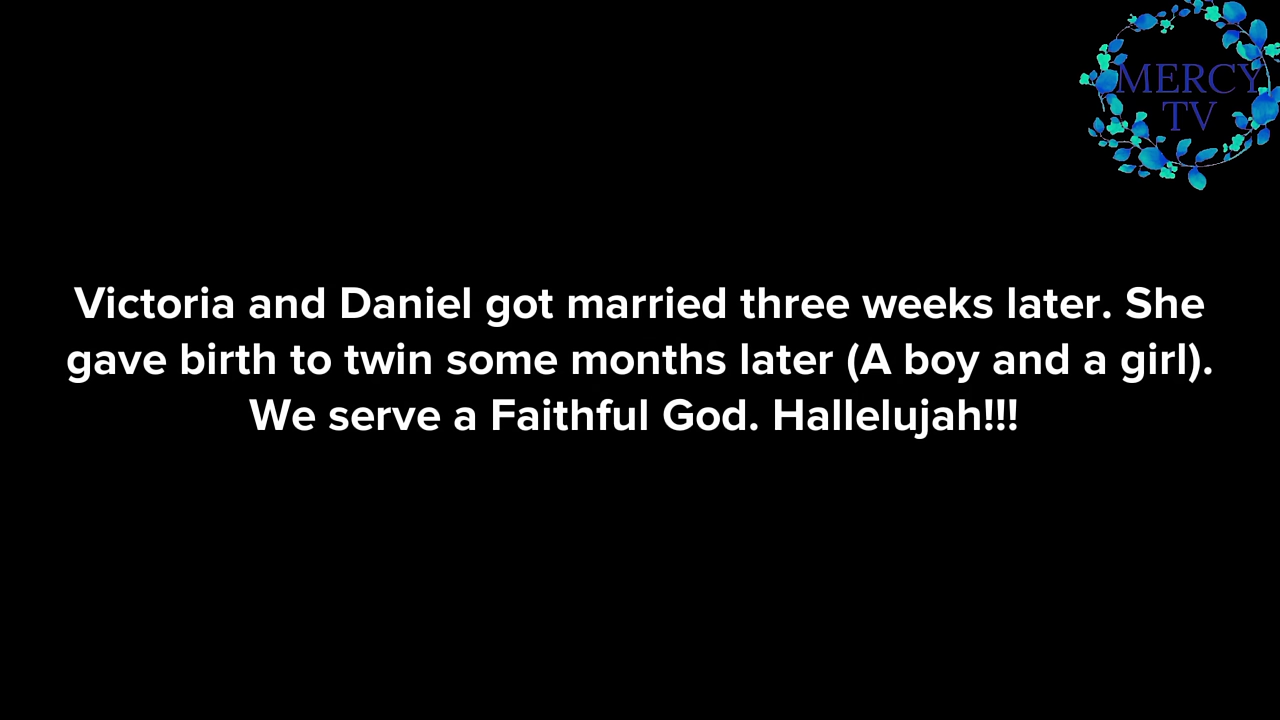 MERCY
TV
Victoria and Daniel got married three weeks later. She
gave birth to twin some months later (A boy and a girl).
We serve a Faithful God. Hallelujah!!!